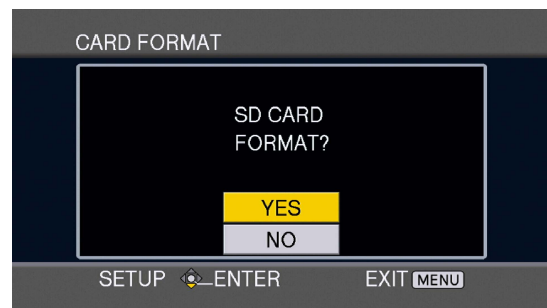 CARD FORMAT
SD CARD
FORMAT?
YES
NO
SETUP ENTER EXIT MENU